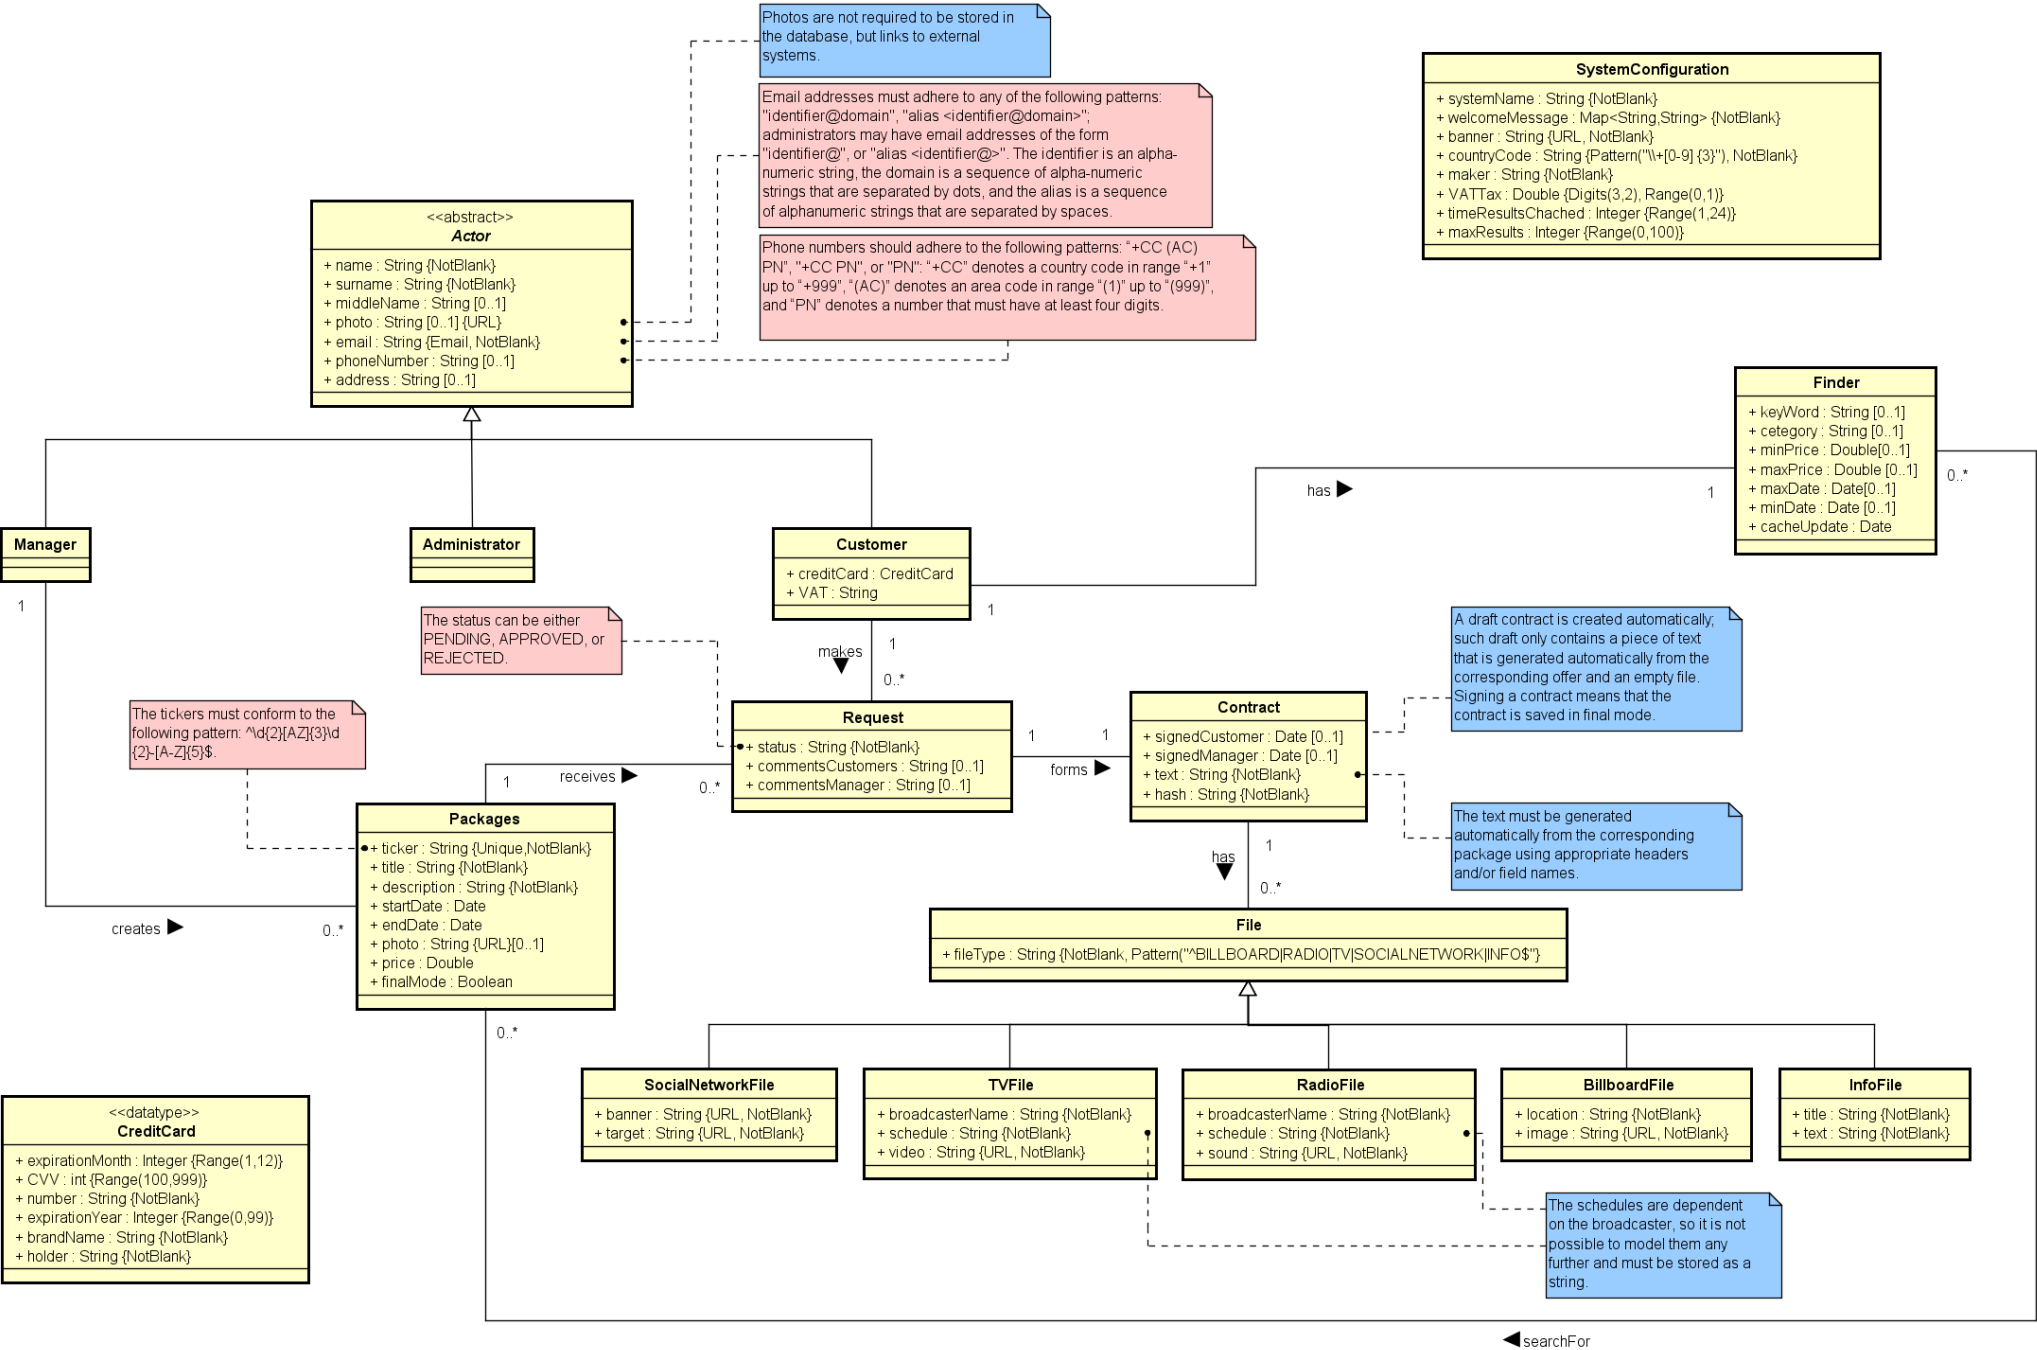 Photos are not required to be stored in
the database, but links to external
systems.
Email addresses must adhere to any of the following patterns:
"identifier@domain", "alias <identifier@domain>";
administrators may have email addresses of the form
"identifier@", or "alias <identifier@>". The identifier is an alpha-
numeric string, the domain is a sequence of alpha-numeric
strings that are separated by dots, and the alias is a sequence
of alphanumeric strings that are separated by spaces.
Phone numbers should adhere to the following patterns: “+CC (AC)
PN”, "+CC PN", or "PN": “+CC” denotes a country code in range “+1”
up to “+999”, “(AC)” denotes an area code in range “(1)” up to “(999)”,
and “PN” denotes a number that must have at least four digits.
SystemConfiguration
+ systemName : String {NotBlank}
+ welcomeMessage : Map<String,String> {NotBlank}
+ banner : String {URL, NotBlank}
+ countryCode : String {Pattern("\\+[0-9] {3}"), NotBlank}
+ maker : String {NotBlank}
+ VATTax : Double {Digits(3,2), Range(0,1)}
+ timeResultsChached : Integer {Range(1,24)}
+ maxResults : Integer {Range(0,100)}
<<abstract>>
Actor
+ name : String {NotBlank}
+ surname : String {NotBlank}
+ middleName : String [0..1]
+ photo : String [0..1] {URL}
+ email : String {Email, NotBlank}
+ phoneNumber : String [0..1]
+ address : String [0..1]
Finder
+ keyWord : String [0..1]
+ cetegory : String [0..1]
+ minPrice : Double[0..1]
+ maxPrice : Double [0..1]
+ maxDate : Date[0..1]
+ minDate : Date [0..1]
+ cacheUpdate : Date
0..*
has
1
Manager
1
Administrator
Customer
+ creditCard : CreditCard
+ VAT : String
1
1
makes
0..*
The status can be either
PENDING, APPROVED, or
REJECTED.
A draft contract is created automatically;
such draft only contains a piece of text
that is generated automatically from the
corresponding offer and an empty file.
Signing a contract means that the
contract is saved in final mode.
The tickers must conform to the
following pattern: ^\d{2}[AZ]{3}\d
{2}-[A-Z]{5}$.
Request
+ status : String {NotBlank}
+ commentsCustomers : String [0..1]
+ commentsManager : String [0..1]
1
1
forms
Contract
+ signedCustomer : Date [0..1]
+ signedManager : Date [0..1]
+ text : String {NotBlank}
+ hash : String {NotBlank}
receives
1
0..*
The text must be generated
automatically from the corresponding
package using appropriate headers
and/or field names.
Packages
+ ticker : String {Unique,NotBlank}
+ title : String {NotBlank}
+ description : String {NotBlank}
+ startDate : Date
+ endDate : Date
+ photo : String {URL}[0..1]
+ price : Double
+ finalMode : Boolean
creates
0..*
0..*
1
has
0..*
File
+ fileType : String {NotBlank, Pattern("^BILLBOARD|RADIO|TV|SOCIALNETWORK|INFO$"}
SocialNetworkFile
+ banner : String {URL, NotBlank}
+ target : String {URL, NotBlank}
TVFile
+ broadcasterName : String {NotBlank}
+ schedule : String {NotBlank}
+ video : String {URL, NotBlank}
RadioFile
+ broadcasterName : String {NotBlank}
+ schedule : String {NotBlank}
+ sound : String {URL, NotBlank}
BillboardFile
+ location : String {NotBlank}
+ image : String {URL, NotBlank}
InfoFile
+ title : String {NotBlank}
+ text : String {NotBlank}
<<datatype>>
CreditCard
+ expirationMonth : Integer {Range(1,12)}
+ CVV : int {Range(100,999)}
+ number : String {NotBlank}
+ expirationYear : Integer {Range(0,99)}
+ brandName : String {NotBlank}
+ holder : String {NotBlank}
The schedules are dependent
on the broadcaster, so it is not
possible to model them any
further and must be stored as a
string.
searchFor